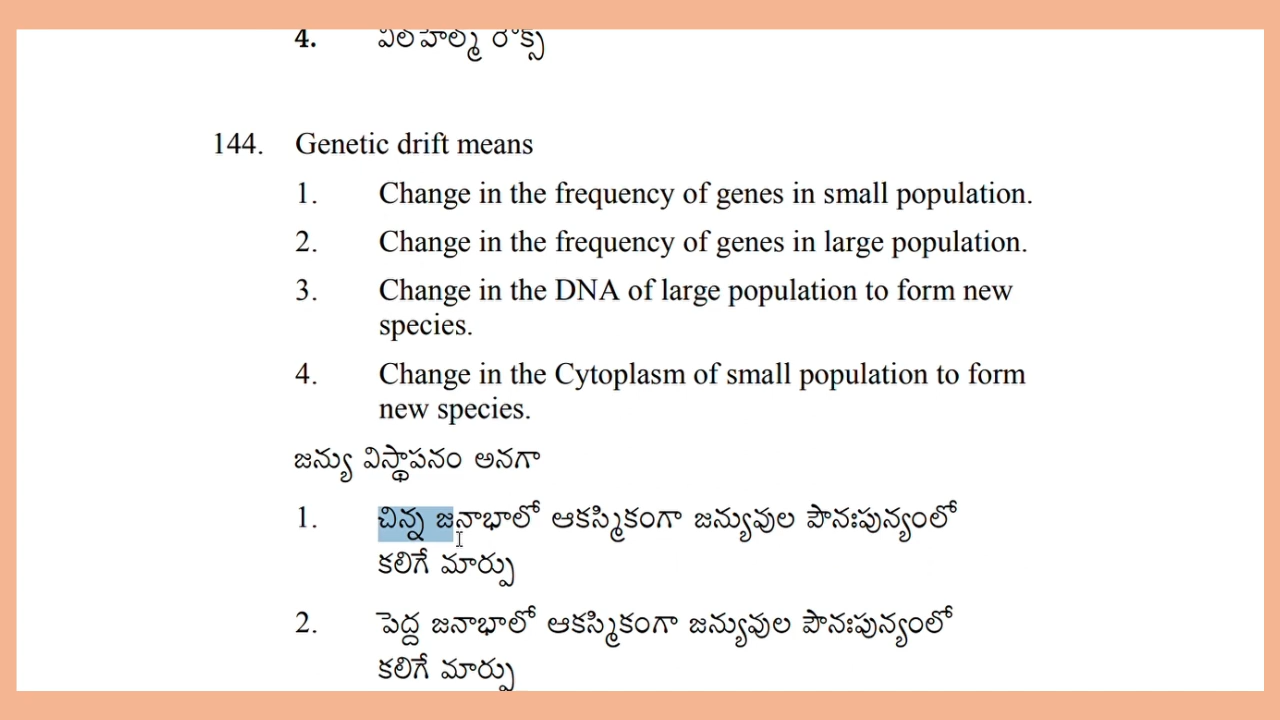 4. విలిహెల్మ్ రౌక్స్
144. Genetic drift means
1. Change in the frequency of genes in small population.
2. Change in the frequency of genes in large population.
3. Change in the DNA of large population to form new
species.
4. Change in the Cytoplasm of small population to form
new species.
జన్యు విస్థాపనం అనగా
1. చిన్న జనాభాలో ఆకస్మికంగా జన్యువుల పౌనఃపున్యంలో
కలిగే మార్పు
2. పెద్ద జనాభాలో ఆకస్మికంగా జన్యువుల పౌనఃపున్యంలో
కలిగే మార్పు